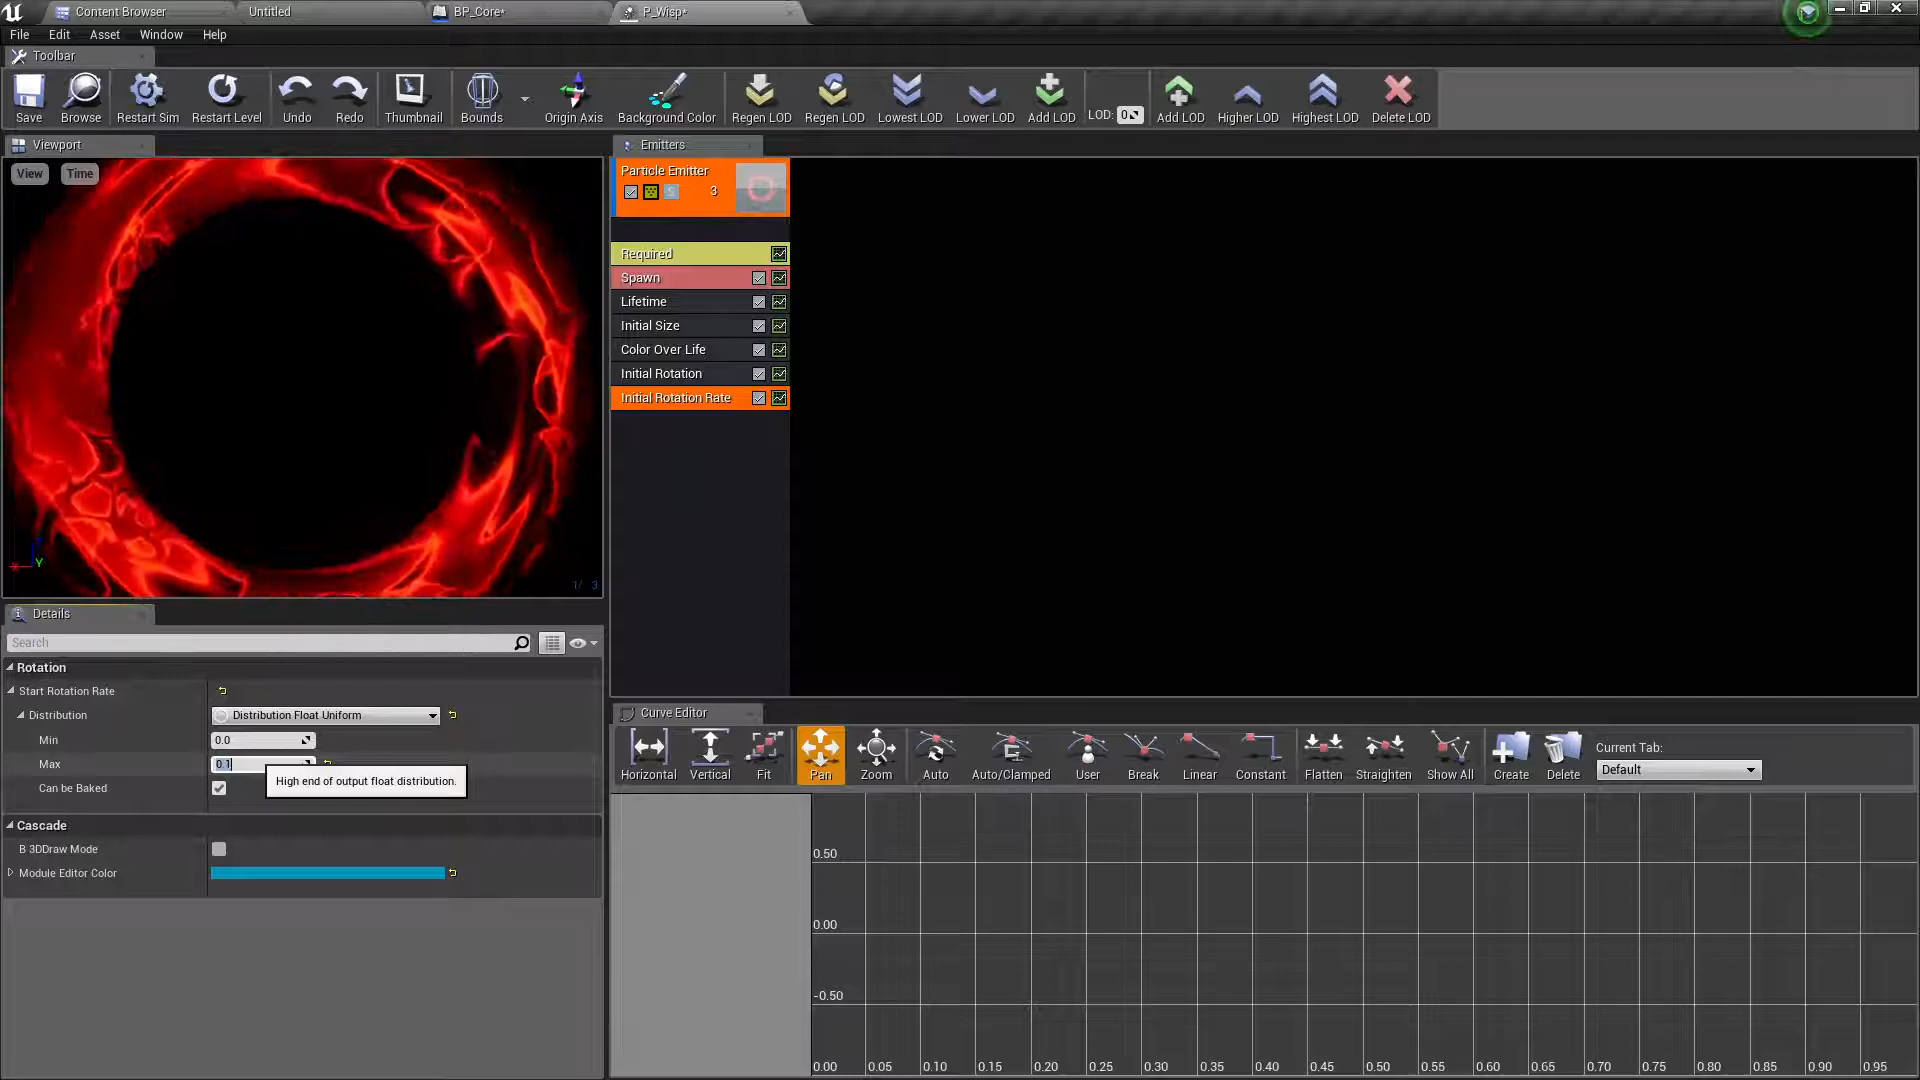 Content Browser
Untitled
BP_Core*
P_Wisp*
File
Edit
Asset
Window
Help
Toolbar
Save
Browse
Restart Sim
Restart Level
Undo
Redo
Thumbnail
Bounds
Origin Axis
Background Color
Regen LOD
Regen LOD
Lowest LOD
Lower LOD
Add LOD
LOD: 0
Add LOD
Higher LOD
Highest LOD
Delete LOD
Viewport
View
Time
Y
1/ 3
Emitters
Particle Emitter
S
3
Required
Spawn
Lifetime
Initial Size
Color Over Life
Initial Rotation
Initial Rotation Rate
Details
Search
Rotation
Start Rotation Rate
Distribution
Distribution Float Uniform
Min
0.0
Max
0.1
High end of output float distribution.
Can be Baked
Cascade
B 3DDraw Mode
Module Editor Color
Curve Editor
Horizontal
Vertical
Fit
Pan
Zoom
Auto
Auto/Clamped
User
Break
Linear
Constant
Flatten
Straighten
Show All
Create
Delete
Current Tab:
Default
0.50
0.00
-0.50
0.00 0.05 0.10 0.15 0.20 0.25 0.30 0.35 0.40 0.45 0.50 0.55 0.60 0.65 0.70 0.75 0.80 0.85 0.90 0.95